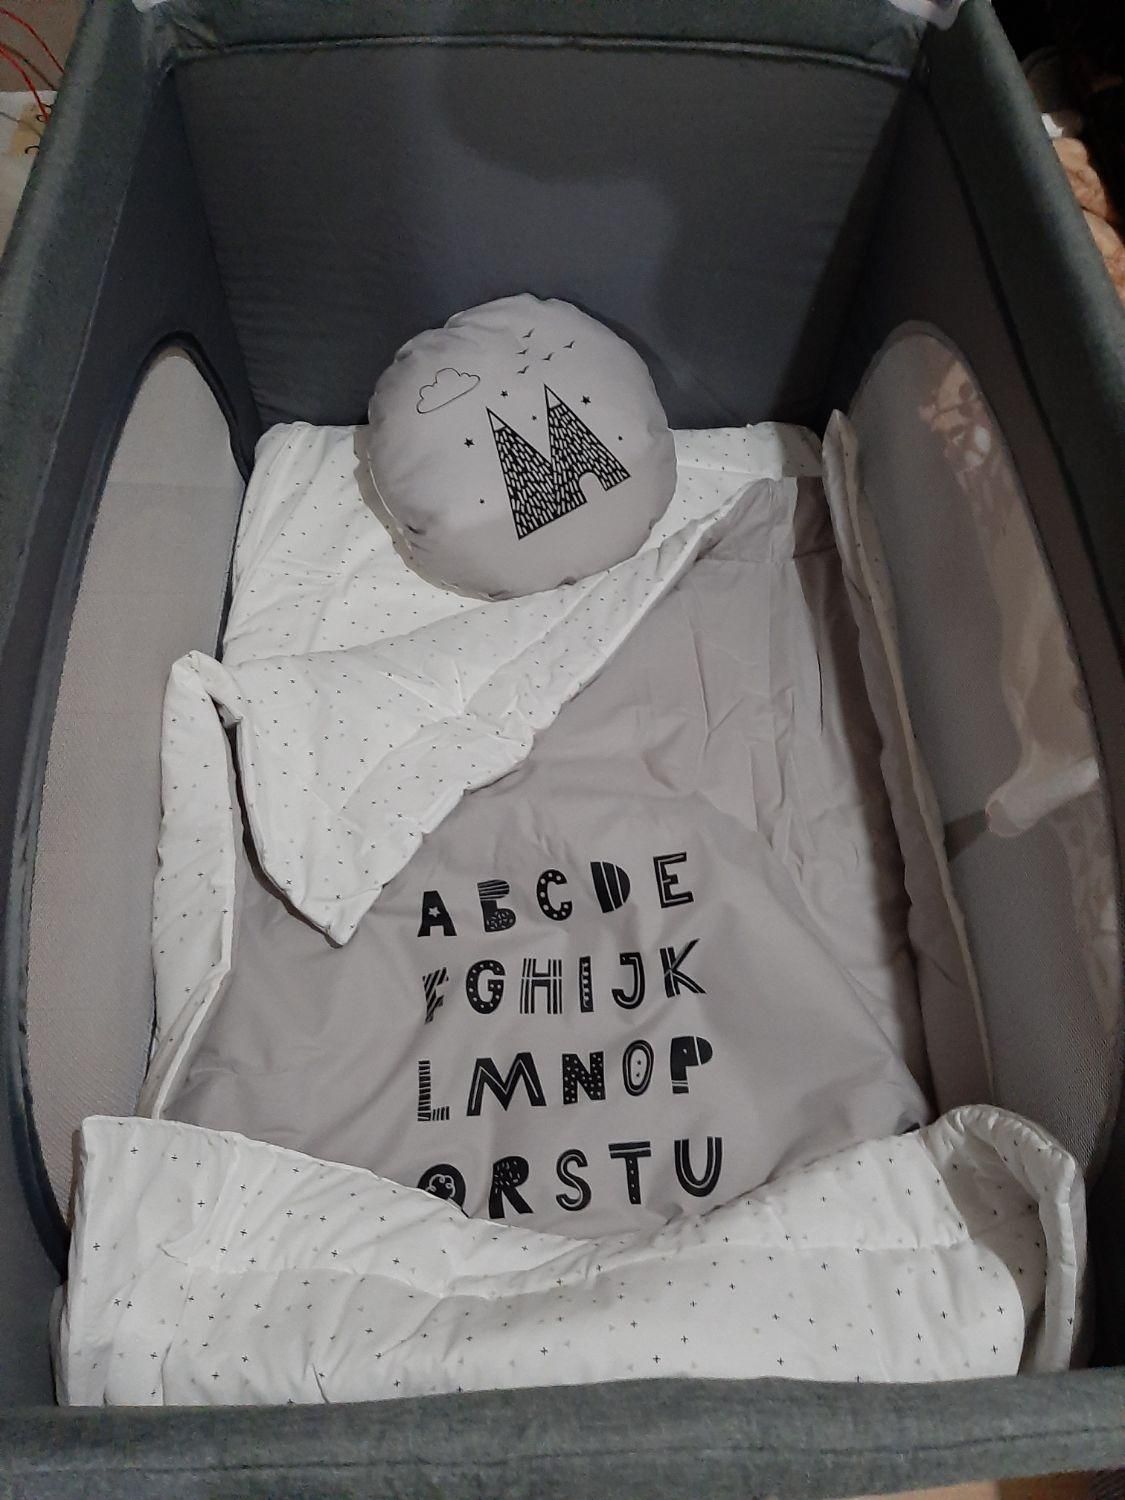 M
ABCDE
FGHIJK
LMNOP
QRSTU